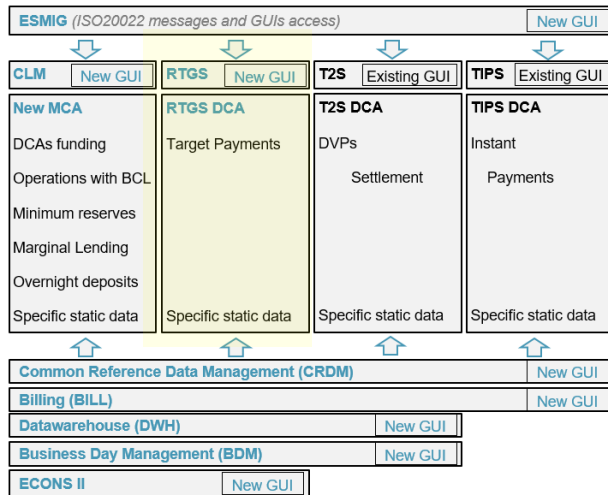 ESMIG (ISO20022 messages and GUIs access) New GUI
CLM New GUI
RTGS New GUI
T2S Existing GUI
TIPS Existing GUI
New MCA
DCAs funding
Operations with BCL
Minimum reserves
Marginal Lending
Overnight deposits
Specific static data
RTGS DCA
Target Payments
Specific static data
T2S DCA
DVPs
Settlement
Specific static data
TIPS DCA
Instant
Payments
Specific static data
Common Reference Data Management (CRDM) New GUI
Billing (BILL) New GUI
Datawarehouse (DWH) New GUI
Business Day Management (BDM) New GUI
ECONS II New GUI